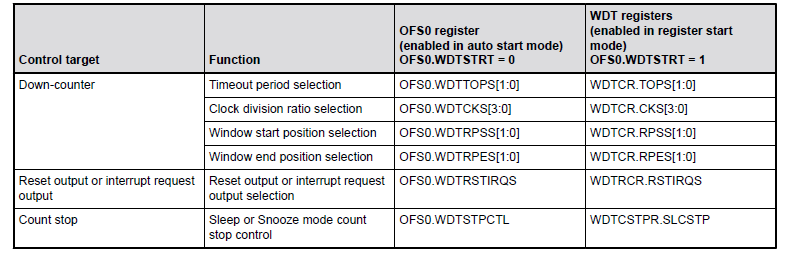 Control target
Function
OFS0 register
(enabled in auto start mode)
OFS0.WDTSTRT = 0
WDT registers
(enabled in register start
mode)
OFS0.WDTSTRT = 1
Down-counter
Timeout period selection
OFS0.WDTTOPS[1:0]
WDTCR.TOPS[1:0]
Clock division ratio selection
OFS0.WDTCKS[3:0]
WDTCR.CKS[3:0]
Window start position selection
OFS0.WDTRPSS[1:0]
WDTCR.RPSS[1:0]
Window end position selection
OFS0.WDTRPES[1:0]
WDTCR.RPES[1:0]
Reset output or interrupt request
output
Reset output or interrupt request
output selection
OFS0.WDTRSTIRQS
WDTRCR.RSTIRQS
Count stop
Sleep or Snooze mode count
stop control
OFS0.WDTSTPCTL
WDTCSTPR.SLCSTP